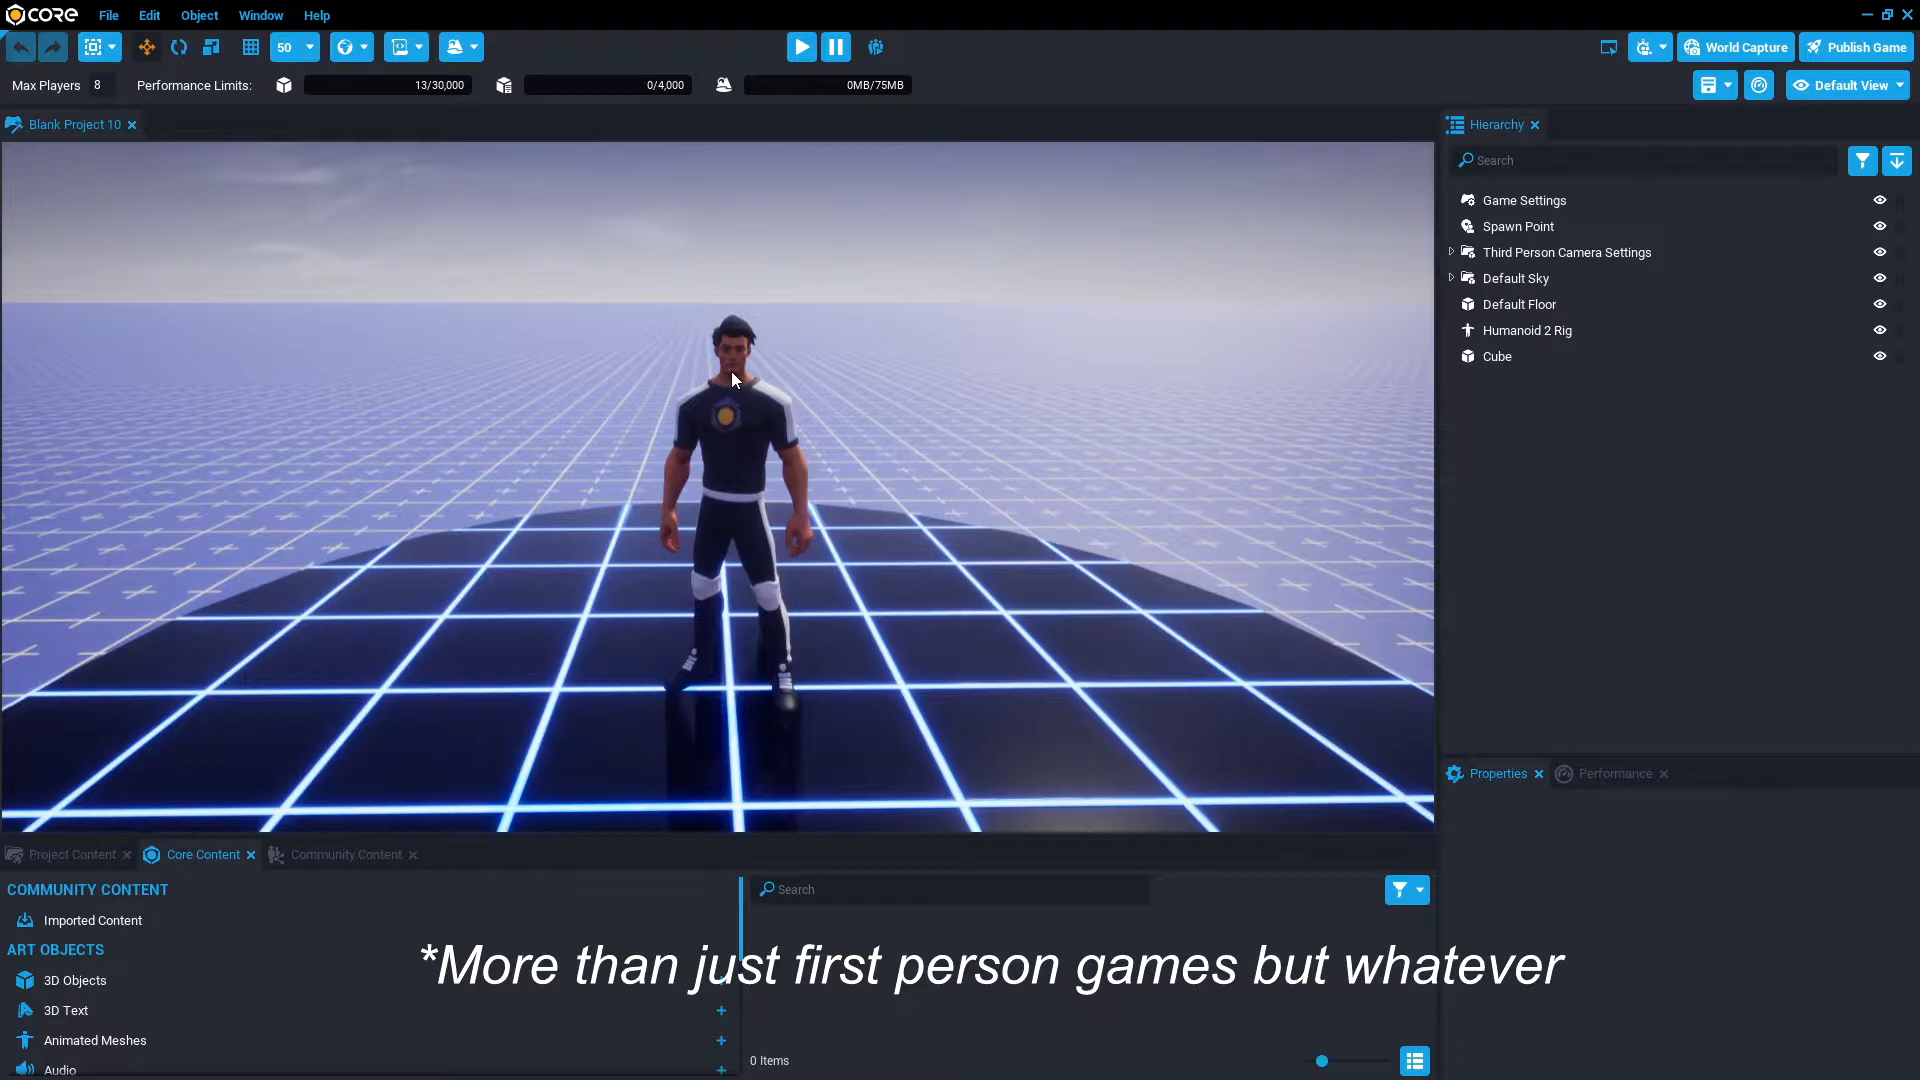 CORE File Edit Object Window Help
50 World Capture Publish Game
Max Players 8 Performance Limits: 13/30,000 0/4,000 0MB/75MB Default View
Blank Project 10
Hierarchy
Search
Game Settings
Spawn Point
Third Person Camera Settings
Default Sky
Default Floor
Humanoid 2 Rig
Cube
Properties Performance
Project Content Core Content Community Content
COMMUNITY CONTENT
Search
Imported Content
ART OBJECTS
*More than just first person games but whatever
3D Objects
3D Text
Animated Meshes
Audio
0 Items